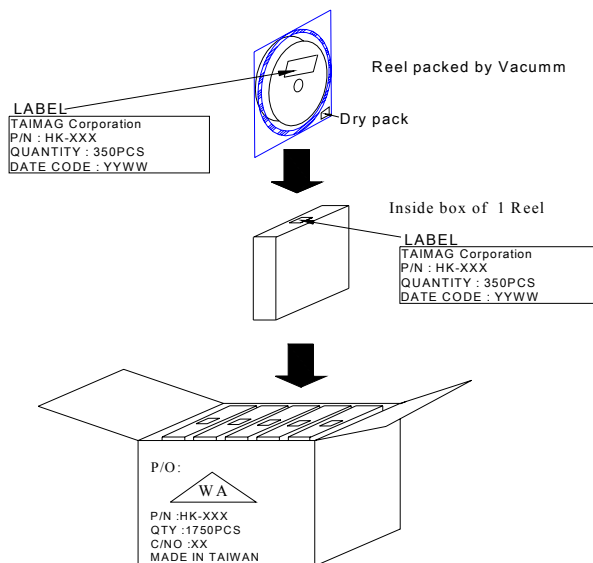 Reel packed by Vacumm
LABEL
TAIMAG Corporation
P/N : HK-XXX
QUANTITY : 350PCS
DATE CODE : YYWW
Dry pack
Inside box of 1 Reel
LABEL
TAIMAG Corporation
P/N : HK-XXX
QUANTITY : 350PCS
DATE CODE : YYWW
P/O:
WA
P/N :HK-XXX
QTY :1750PCS
C/NO :XX
MADE IN TAIWAN